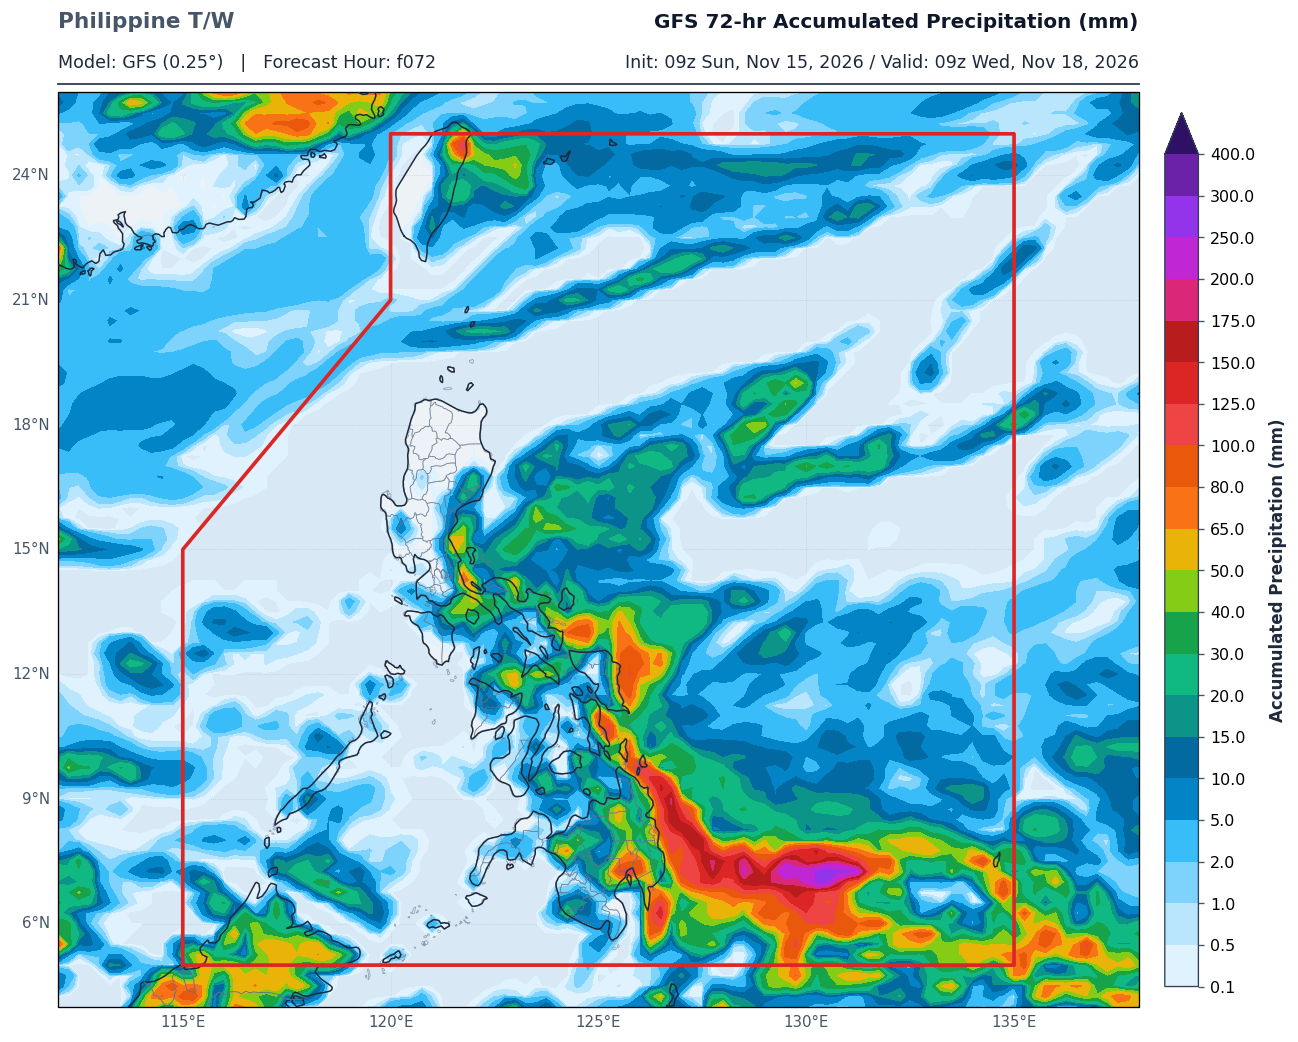 Philippine T/W
GFS 72-hr Accumulated Precipitation (mm)
Model: GFS (0.25°)   |   Forecast Hour: f072
Init: 09z Sun, Nov 15, 2026 / Valid: 09z Wed, Nov 18, 2026
24°N
21°N
18°N
15°N
12°N
9°N
6°N
115°E
120°E
125°E
130°E
135°E
400.0
300.0
250.0
200.0
175.0
150.0
125.0
100.0
80.0
65.0
50.0
40.0
30.0
20.0
15.0
10.0
5.0
2.0
1.0
0.5
0.1
Accumulated Precipitation (mm)